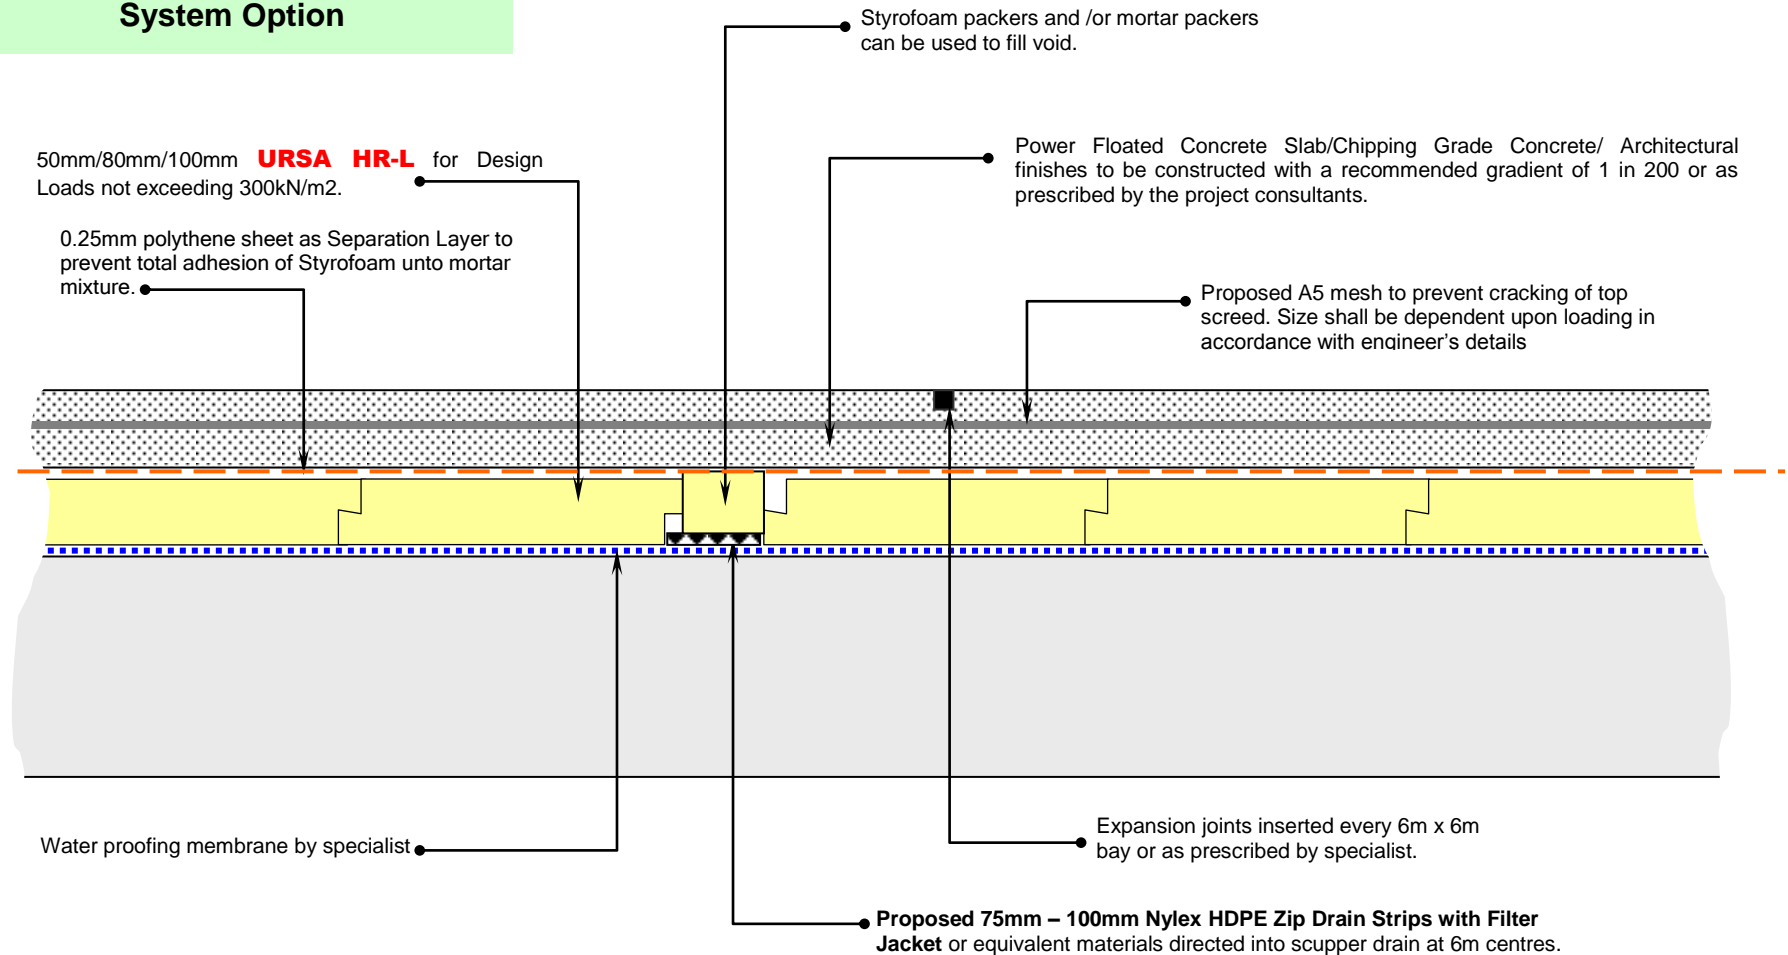 System Option
Styrofoam packers and /or mortar packers
can be used to fill void.
50mm/80mm/100mm URSA HR-L for Design
Loads not exceeding 300kN/m2.
Power Floated Concrete Slab/Chipping Grade Concrete/ Architectural
finishes to be constructed with a recommended gradient of 1 in 200 or as
prescribed by the project consultants.
0.25mm polythene sheet as Separation Layer to
prevent total adhesion of Styrofoam unto mortar
mixture.
Proposed A5 mesh to prevent cracking of top
screed. Size shall be dependent upon loading in
accordance with engineer’s details
Water proofing membrane by specialist
Expansion joints inserted every 6m x 6m
bay or as prescribed by specialist.
Proposed 75mm – 100mm Nylex HDPE Zip Drain Strips with Filter
Jacket or equivalent materials directed into scupper drain at 6m centres.